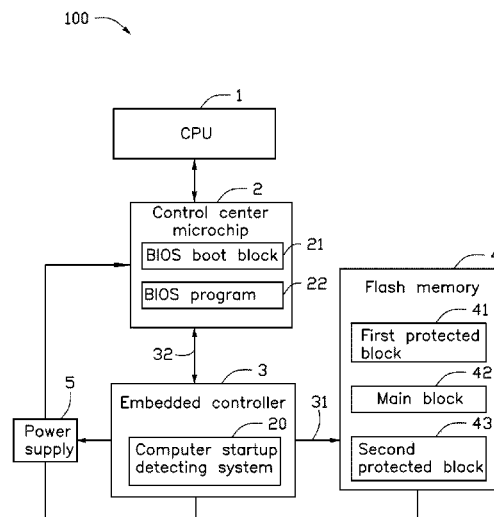 100
1
CPU
2
Control center
microchip
BIOS boot block
21
BIOS program
22
32
3
Embedded controller
20
Computer startup
detecting system
31
4
Flash memory
41
First protected
block
42
Main block
43
Second
protected block
5
Power
supply